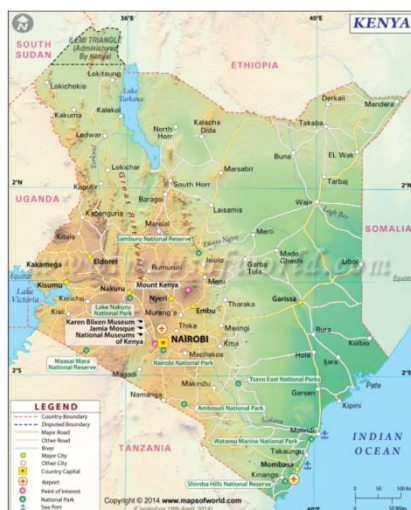 KENYA
36°E
40°E
SOUTH
SUDAN
ILEMI TRIANGLE
(Administered
By Kenya)
ETHIOPIA
Lokitaung
Lokichokio
Lake
Turkana
Kakuma
Kalekol
North
Horr
Kalacha
Dida
Derkali
Mandera
Takaba
Lodwar
Buna
EL Wak
Lokichar
Marsabit
Tarbaj
2°N
2°N
Kaputir
South Horr
UGANDA
Baragoi
Laisamis
Wajir
Kapenguria
Maralal
Merti
SOMALIA
Kitale
Samburu National Reserve
Eldoret
Isiolo
Mado
Gashi
Liboi
Kakamega
Rumuruti
Garba
Tula
Mount Kenya
Meru
Kisumu
Nakuru
Nyeri
Lake
Victoria
Kericho
Lake Nakuru
National Park
Embu
Tharaka
Garissa
Kisii
Murang'a
Karen Blixen Museum
Jamia Mosque
National Museums
of Kenya
Thika
Mwingi
Bura
NAIROBI
Kitui
Kolbio
Machakos
Hola
Ijara
2°S
Maasai Mara
National Reserve
Nairobi National Park
Magadi
Tsavo East National Parks
Pate
Makindu
Garsen
Namanga
Kipini
Amboseli National Park
Galana
Malindi
Watamu Marine National Park
TANZANIA
Takaungu
INDIAN
OCEAN
Mombasa
Kinango
Shimba Hills National Reserve
LEGEND
Country Boundary
Disputed Boundary
Major Road
Other Road
River
Major City
Other City
Country Capital
Airport
Point of Interest
National Park
Sea Port
Copyright © 2014 www.mapsofworld.com